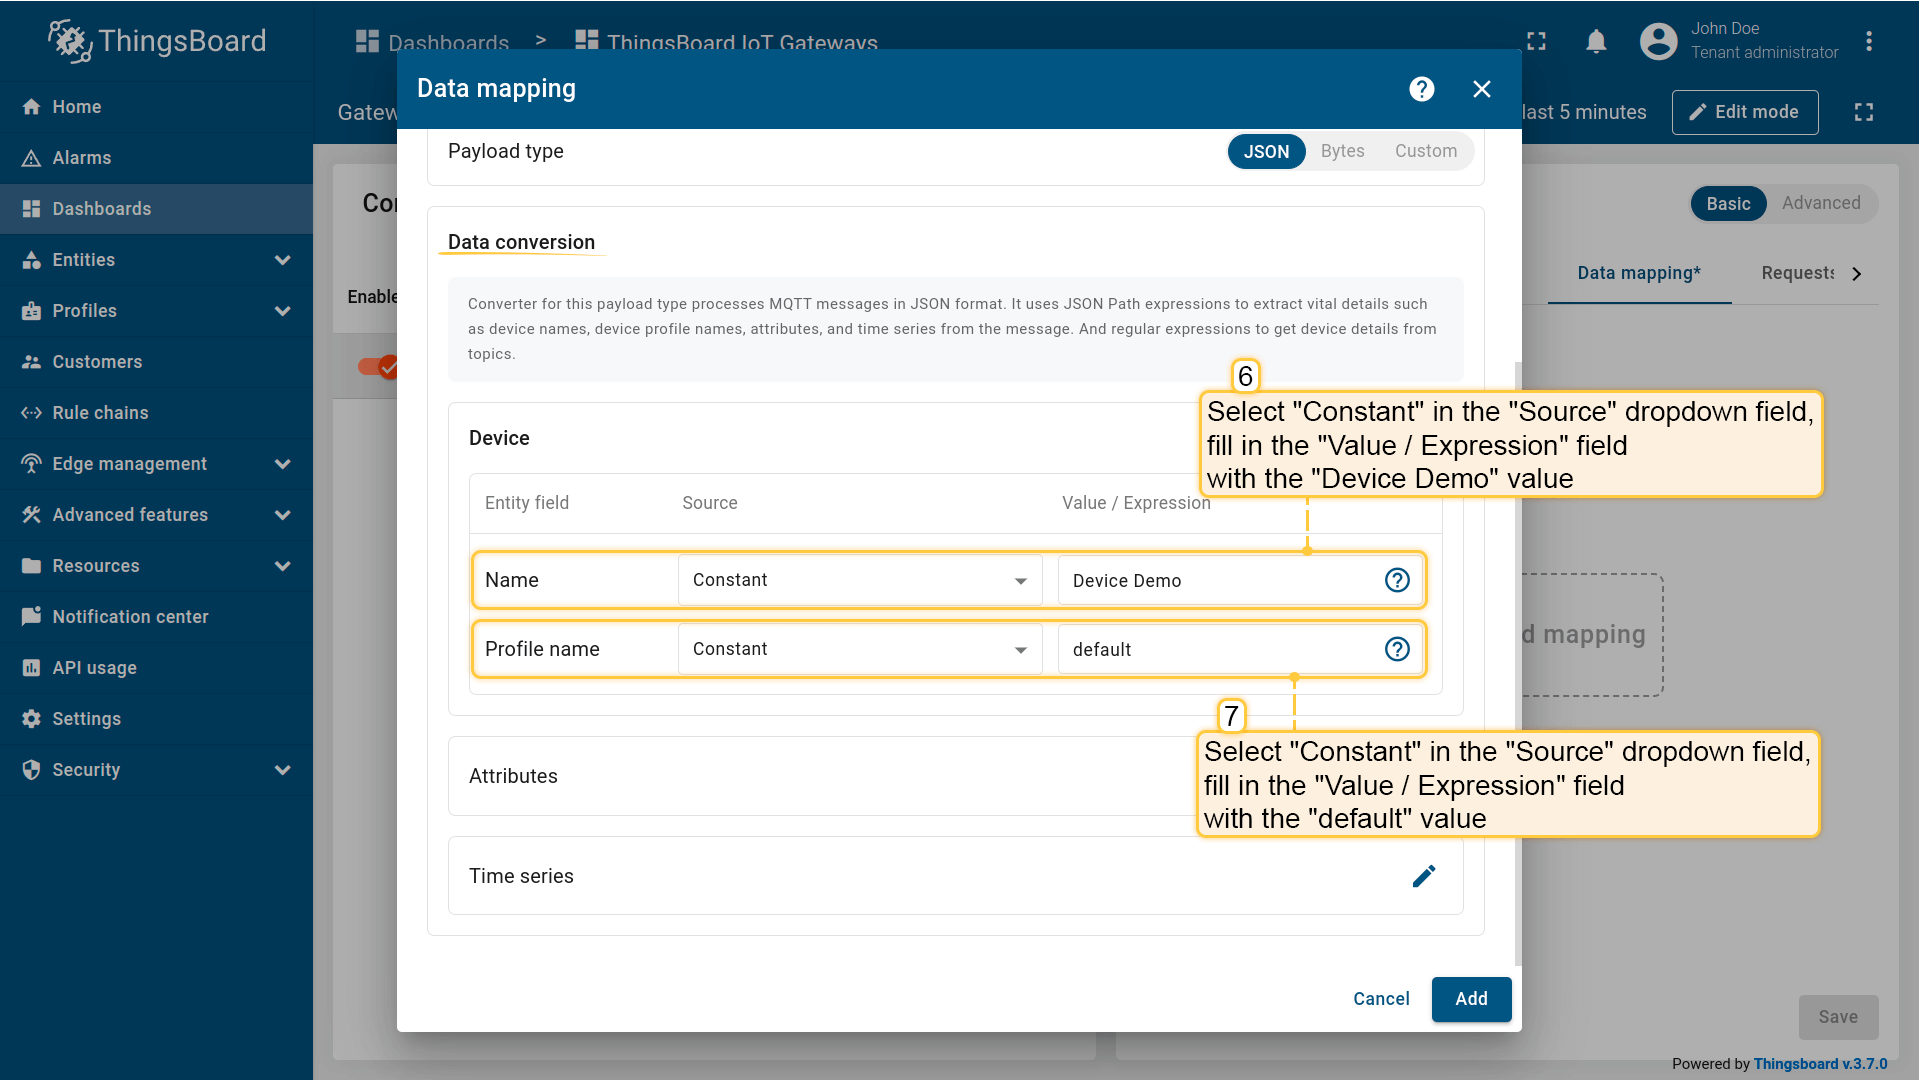 ThingsBoard
Dashboards > ThingsBoard IoT Gateways
John Doe
Tenant administrator
Home
Alarms
Dashboards
Entities
Profiles
Customers
Rule chains
Edge management
Advanced features
Resources
Notification center
API usage
Settings
Security
Gatew
last 5 minutes
Edit mode
Co
Enable
Basic
Advanced
Data mapping*
Requests
d mapping
Save
Powered by Thingsboard v.3.7.0
Data mapping
Payload type
JSON
Bytes
Custom
Data conversion
Converter for this payload type processes MQTT messages in JSON format. It uses JSON Path expressions to extract vital details such
as device names, device profile names, attributes, and time series from the message. And regular expressions to get device details from
topics.
6
Select "Constant" in the "Source" dropdown field,
fill in the "Value / Expression" field
with the "Device Demo" value
Device
Entity field
Source
Value / Expression
Name
Constant
Device Demo
Profile name
Constant
default
7
Select "Constant" in the "Source" dropdown field,
fill in the "Value / Expression" field
with the "default" value
Attributes
Time series
Cancel
Add